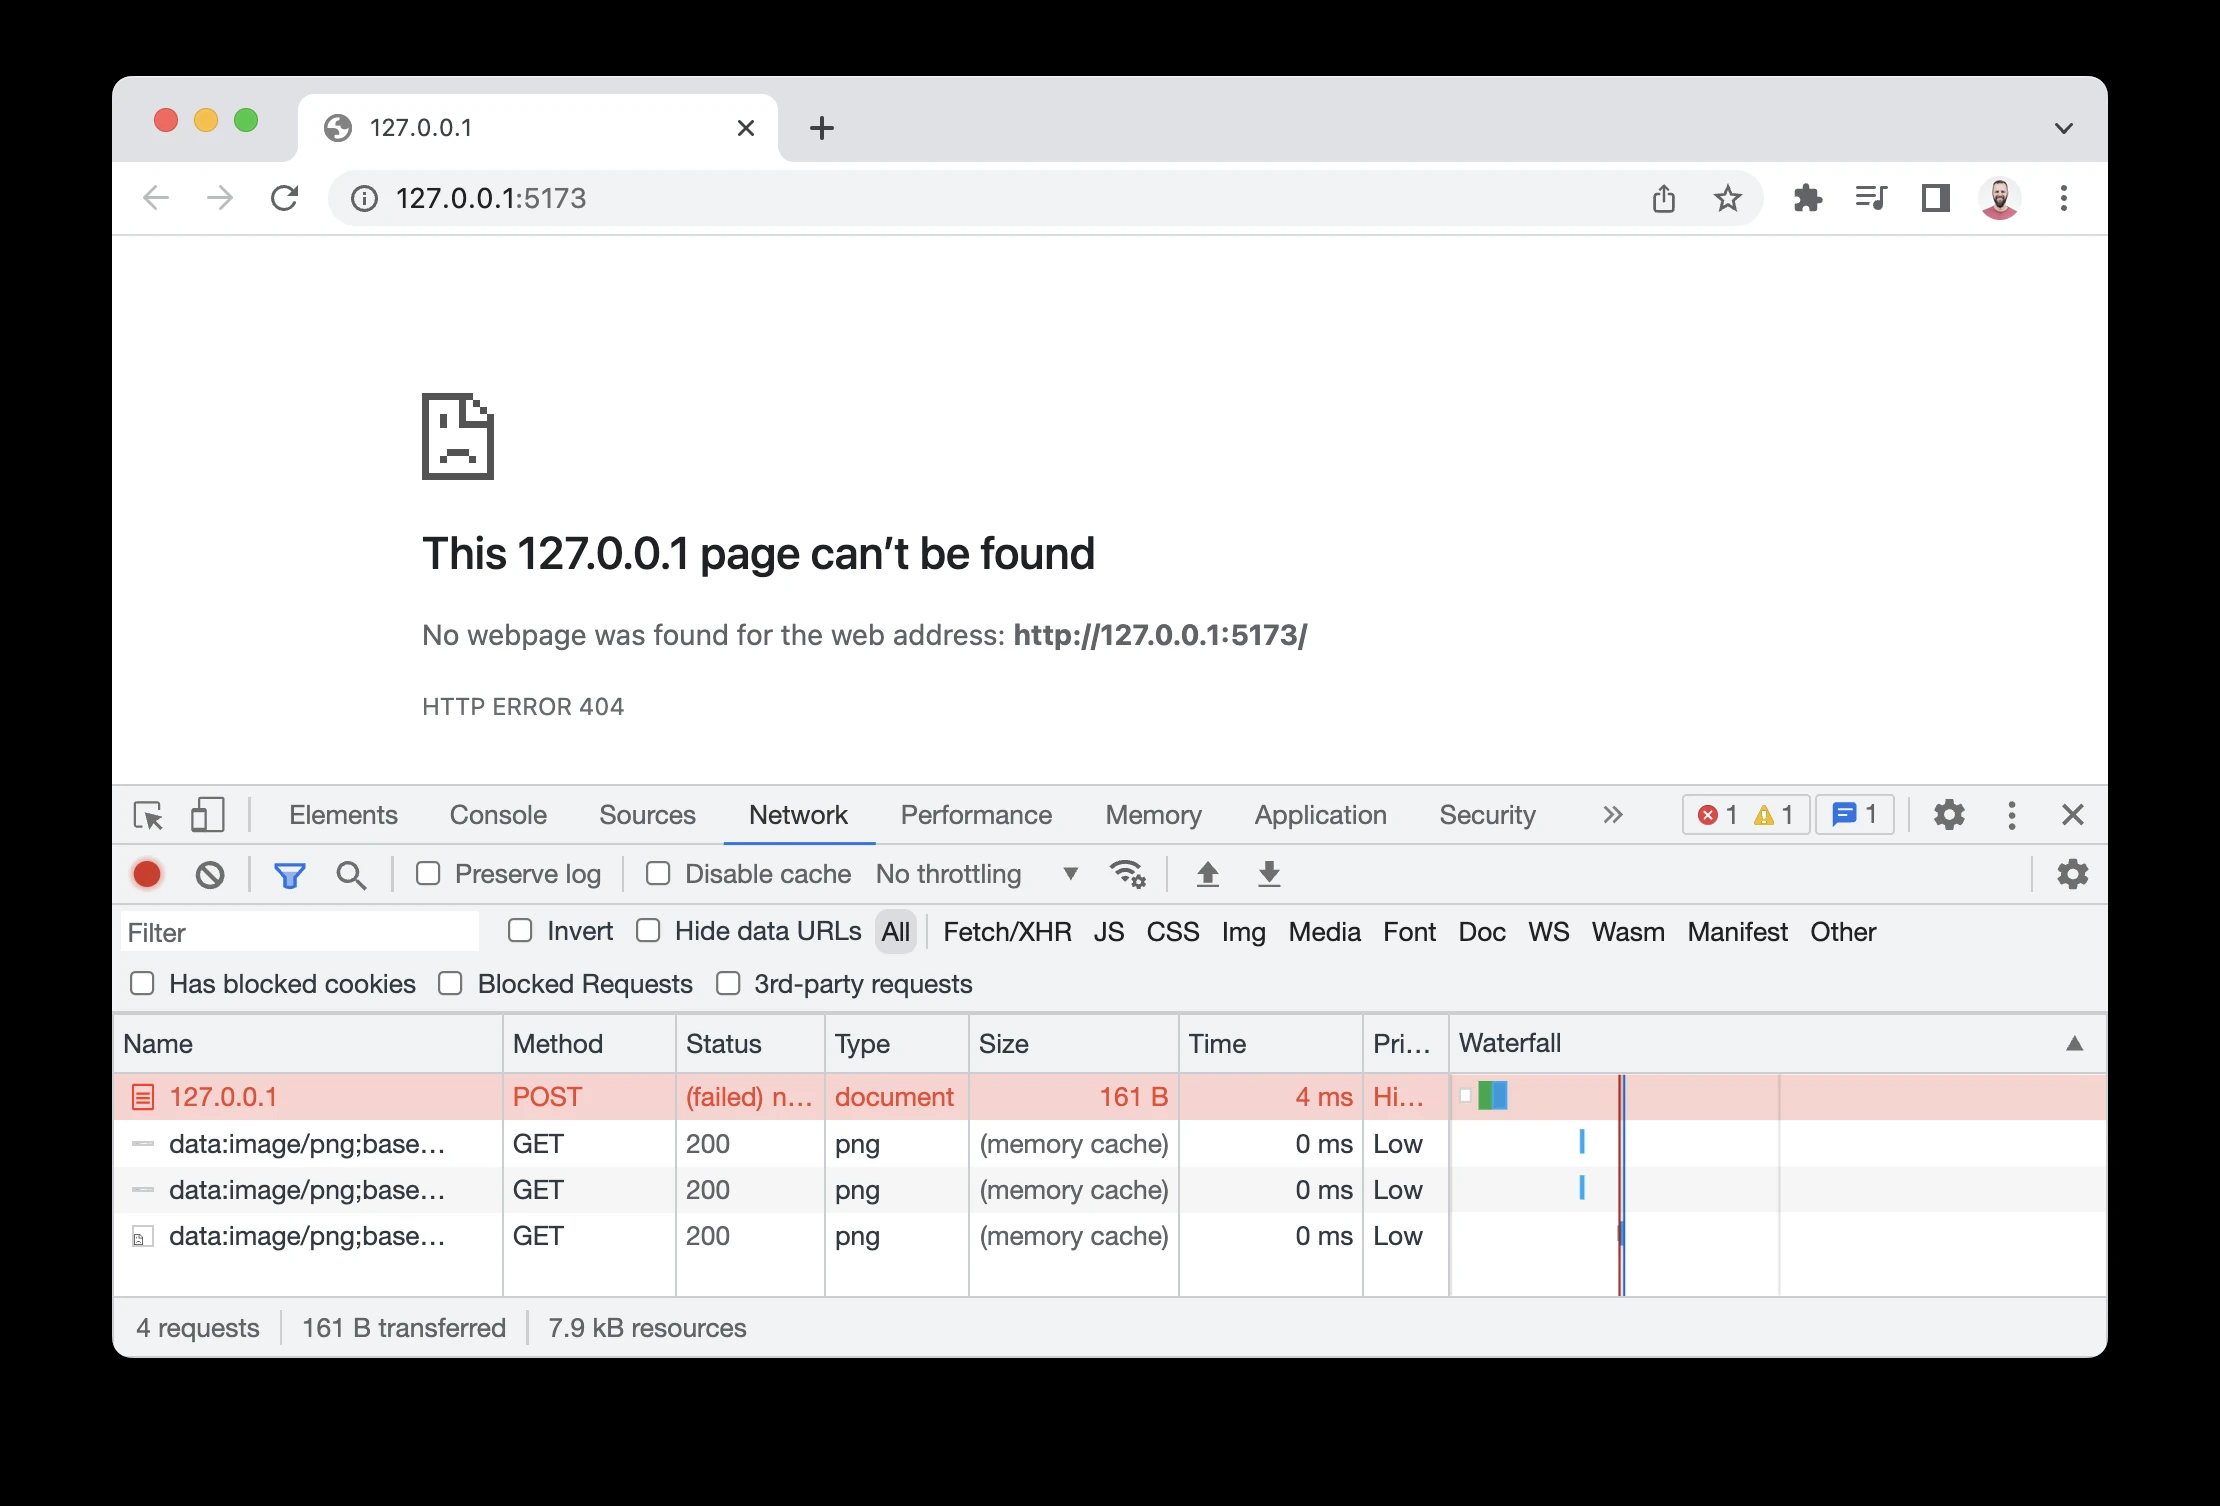 127.0.0.1
127.0.0.1:5173
This 127.0.0.1 page can’t be found
No webpage was found for the web address: http://127.0.0.1:5173/
HTTP ERROR 404
Elements Console Sources Network Performance Memory Application Security 1 1 1
Preserve log Disable cache No throttling
Filter Invert Hide data URLs All Fetch/XHR JS CSS Img Media Font Doc WS Wasm Manifest Other
Has blocked cookies Blocked Requests 3rd-party requests
Name Method Status Type Size Time Pri… Waterfall
127.0.0.1 POST (failed) n… document 161 B 4 ms Hi…
data:image/png;base… GET 200 png (memory cache) 0 ms Low
data:image/png;base… GET 200 png (memory cache) 0 ms Low
data:image/png;base… GET 200 png (memory cache) 0 ms Low
4 requests 161 B transferred 7.9 kB resources